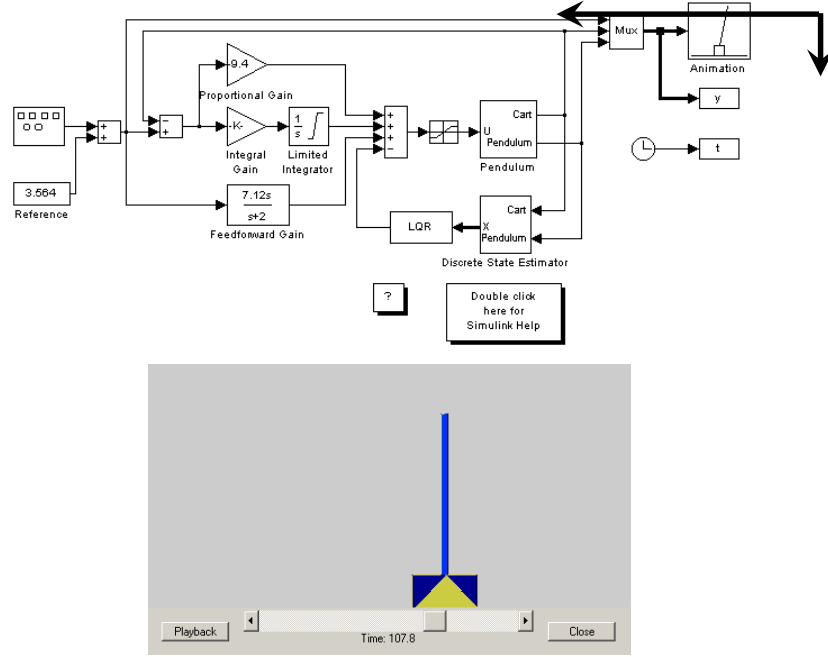 Mux
Animation
-9.4
Proportional Gain
Cart
U
Pendulum
Pendulum
-K-
Integral
Gain
1
s
Limited
Integrator
y
t
3.564
Reference
7.12s
s+2
Feedforward Gain
LQR
Cart
X
Pendulum
Discrete State Estimator
?
Double click
here for
Simulink Help
Playback
Time: 107.8
Close